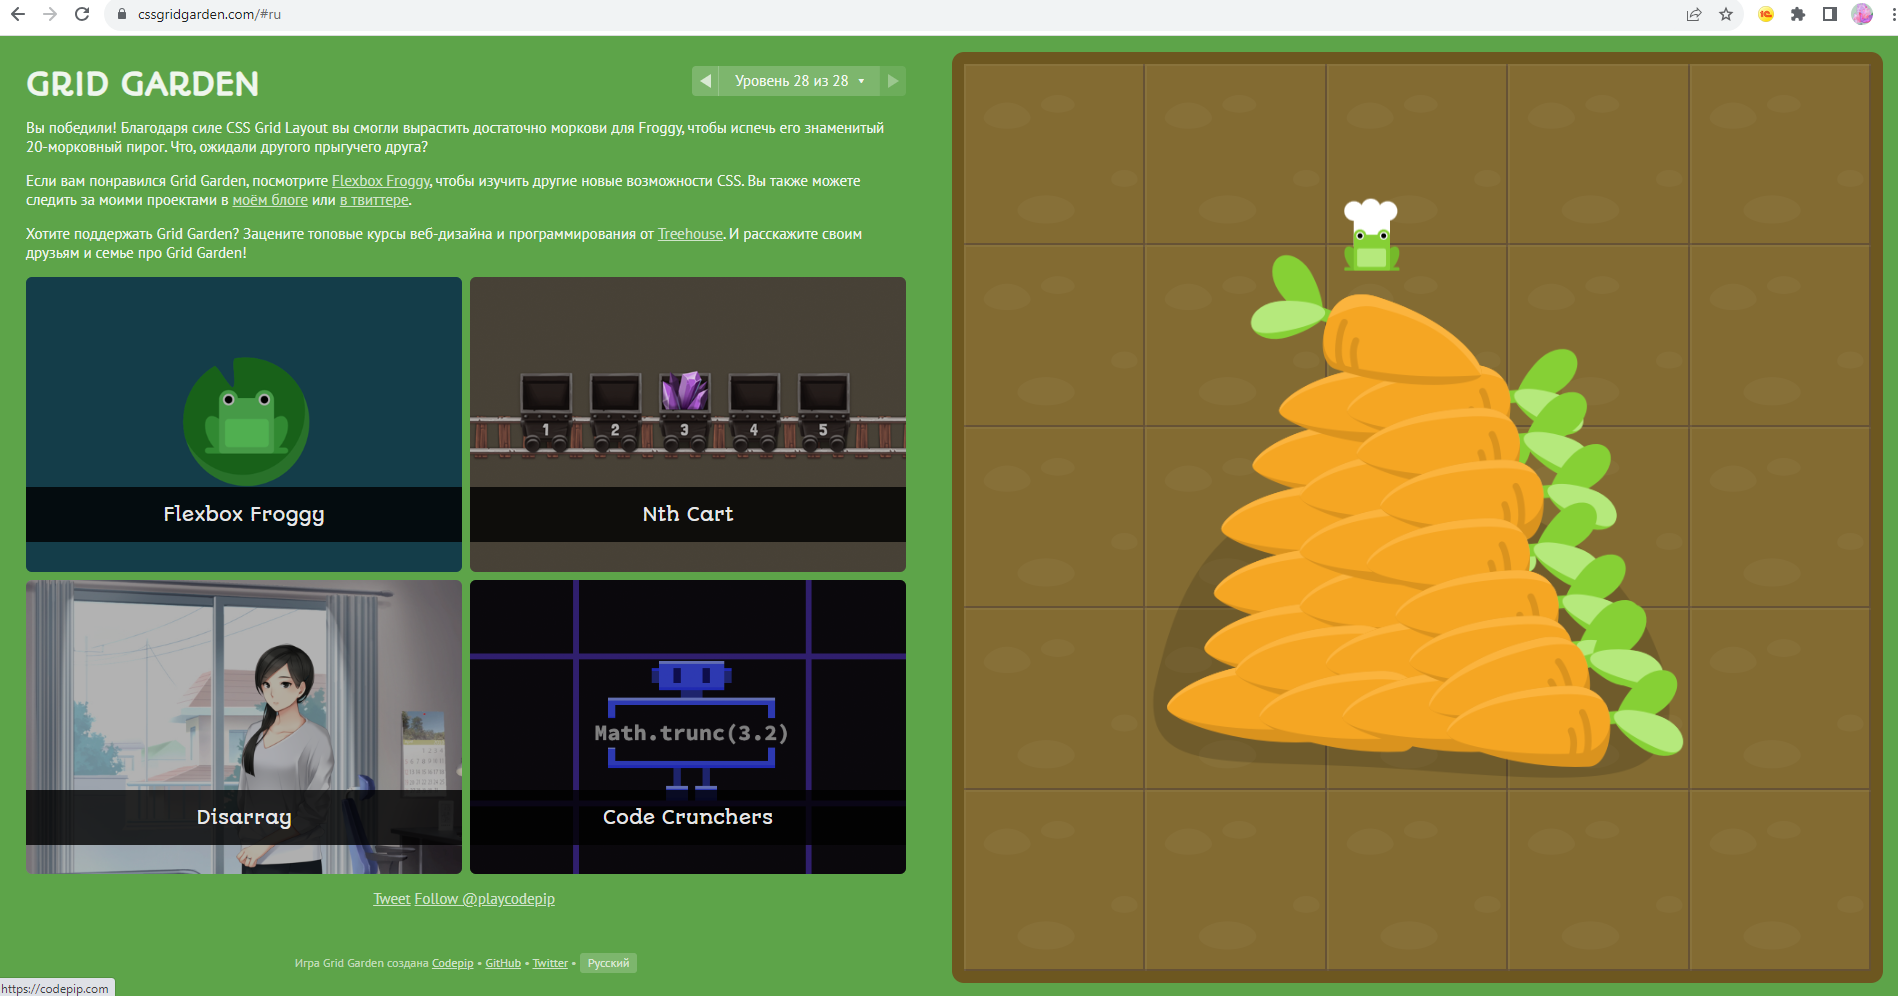 cssgridgarden.com/#ru
GRID GARDEN
Уровень 28 из 28
Вы победили! Благодаря силе CSS Grid Layout вы смогли вырастить достаточно моркови для Froggy, чтобы испечь его знаменитый
20-морковный пирог. Что, ожидали другого прыгучего друга?
Если вам понравился Grid Garden, посмотрите Flexbox Froggy, чтобы изучить другие новые возможности CSS. Вы также можете
следить за моими проектами в моём блоге или в твиттере.
Хотите поддержать Grid Garden? Зацените топовые курсы веб-дизайна и программирования от Treehouse. И расскажите своим
друзьям и семье про Grid Garden!
1 2 3 4 5
Flexbox Froggy
Nth Cart
Math.trunc(3.2)
Disarray
Code Crunchers
Tweet Follow @playcodepip
Игра Grid Garden создана Codepip • GitHub • Twitter • Русский
https://codepip.com